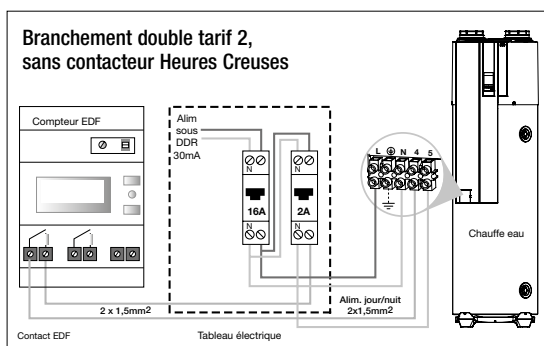 Branchement double tarif 2,
sans contacteur Heures Creuses
Compteur EDF
Alim
sous
DDR
30mA
N
N
16A
2A
N
N
L
N
4
5
Chauffe eau
2 x 1,5mm²
Alim. jour/nuit
2x1,5mm²
Contact EDF
Tableau électrique